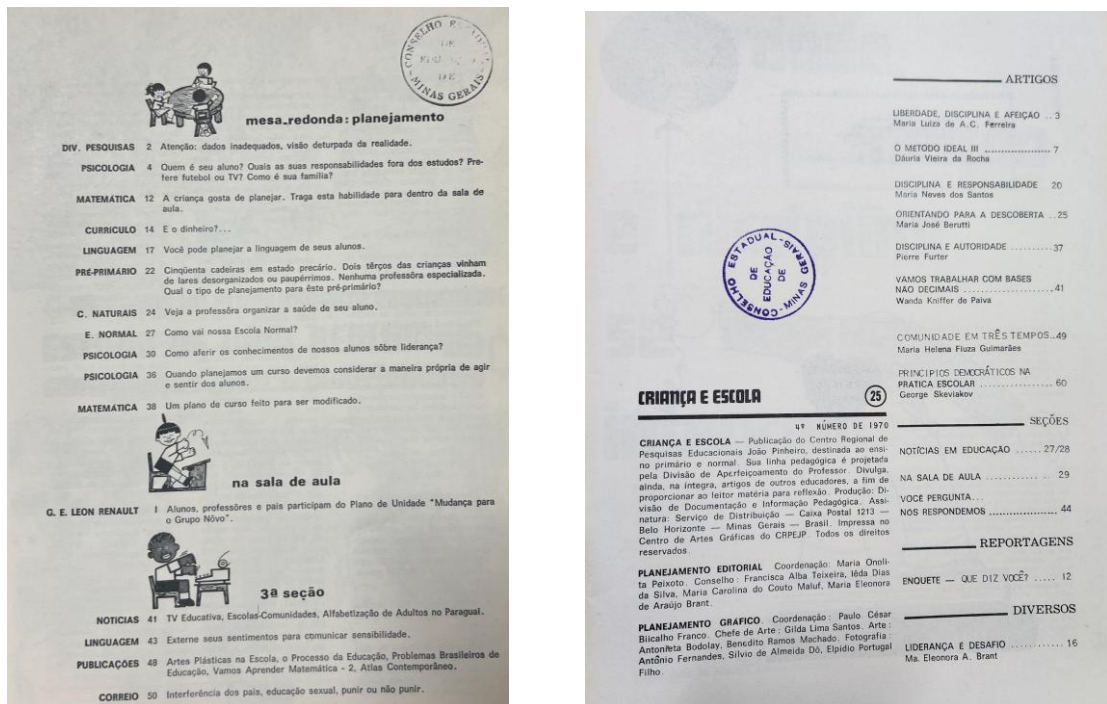 CONSELHO
DE
DE
MINAS GERAIS
mesa-redonda: planejamento
DIV. PESQUISAS 2 Atenção: dados inadequados, visão deturpada da realidade.
PSICOLOGIA 4 Quem é seu aluno? Quais as suas responsabilidades fora dos estudos? Pre-
fere futebol ou TV? Como é sua família?
MATEMÁTICA 12 A criança gosta de planejar. Traga esta habilidade para dentro da sala de
aula.
CURRÍCULO 14 E o dinheiro?...
LINGUAGEM 17 Você pode planejar a linguagem de seus alunos.
PRÉ-PRIMÁRIO 22 Cinqüenta cadeiras em estado precário. Dois têrços das crianças vinham
de lares desorganizados ou paupérrimos. Nenhuma professôra especializada.
Qual o tipo de planejamento para êste pré-primário?
C. NATURAIS 24 Veja a professôra organizar a saúde de seu aluno.
E. NORMAL 27 Como vai nossa Escola Normal?
PSICOLOGIA 30 Como aferir os conhecimentos de nossos alunos sôbre liderança?
PSICOLOGIA 36 Quando planejamos um curso devemos considerar a maneira própria de agir
e sentir dos alunos.
MATEMÁTICA 38 Um plano de curso feito para ser modificado.
na sala de aula
G. E. LEON RENAULT I Alunos, professôres e pais participam do Plano de Unidade "Mudança para
o Grupo Nôvo".
3ª seção
NOTÍCIAS 41 TV Educativa, Escolas-Comunidades, Alfabetização de Adultos no Paraguai.
LINGUAGEM 43 Externe seus sentimentos para comunicar sensibilidade.
PUBLICAÇÕES 48 Artes Plásticas na Escola, o Processo da Educação, Problemas Brasileiros de
Educação, Vamos Aprender Matemática - 2, Atlas Contemporâneo.
CORREIO 50 Interferência dos pais, educação sexual, punir ou não punir.
CONSELHO ESTADUAL
DE
EDUCAÇÃO
DE
MINAS GERAIS
CRIANÇA E ESCOLA 25
4º NÚMERO DE 1970
CRIANÇA E ESCOLA — Publicação do Centro Regional de
Pesquisas Educacionais João Pinheiro, destinada ao ensi-
no primário e normal. Sua linha pedagógica é projetada
pela Divisão de Aperfeiçoamento do Professor. Divulga,
ainda, na íntegra, artigos de outros educadores, a fim de
proporcionar ao leitor matéria para reflexão. Produção: Di-
visão de Documentação e Informação Pedagógica. Assi-
natura: Serviço de Distribuição — Caixa Postal 1213 —
Belo Horizonte — Minas Gerais — Brasil. Impressa no
Centro de Artes Gráficas do CRPEJP. Todos os direitos
reservados.
PLANEJAMENTO EDITORIAL Coordenação: Maria Onoli-
ta Peixoto. Conselho: Francisca Alba Teixeira, Iêda Dias
da Silva, Maria Carolina do Couto Maluf, Maria Eleonora
de Araújo Brant.
PLANEJAMENTO GRÁFICO. Coordenação: Paulo César
Bicalho Franco. Chefe de Arte: Gilda Lima Santos. Arte:
Antonieta Bodolay, Benedito Ramos Machado. Fotografia:
Antônio Fernandes, Silvio de Almeida Dô, Elpídio Portugal
Filho.
ARTIGOS
LIBERDADE, DISCIPLINA E AFEIÇÃO .. 3
Maria Luiza de A.C. Ferreira
O MÉTODO IDEAL III .................... 7
Dáuria Vieira da Rocha
DISCIPLINA E RESPONSABILIDADE 20
Maria Neves dos Santos
ORIENTANDO PARA A DESCOBERTA .. 25
Maria José Berutti
DISCIPLINA E AUTORIDADE .......... 37
Pierre Furter
VAMOS TRABALHAR COM BASES
NÃO DECIMAIS .................... 41
Wanda Kniffer de Paiva
COMUNIDADE EM TRÊS TEMPOS..49
Maria Helena Fiuza Guimarães
PRINCÍPIOS DEMOCRÁTICOS NA
PRÁTICA ESCOLAR ................. 60
George Skeviakov
SEÇÕES
NOTÍCIAS EM EDUCAÇÃO ...... 27/28
NA SALA DE AULA ............. 29
VOCÊ PERGUNTA...
NÓS RESPONDEMOS .................... 44
REPORTAGENS
ENQUETE — QUE DIZ VOCÊ? ..... 12
DIVERSOS
LIDERANÇA E DESAFIO ............ 16
Ma. Eleonora A. Brant